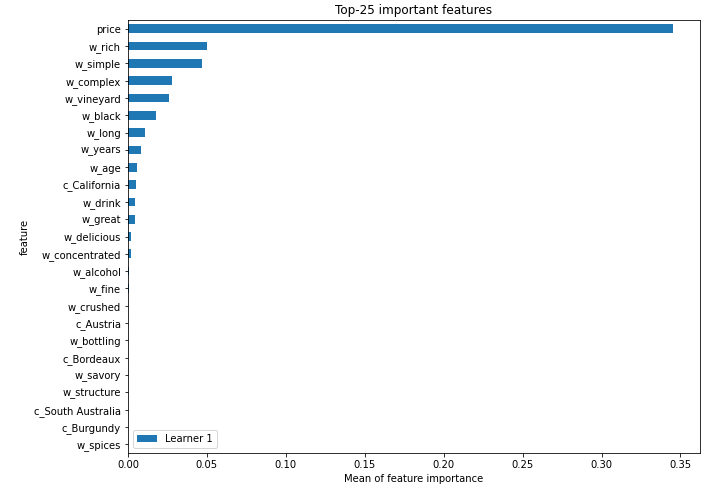 Top-25 important features
price
w_rich
w_simple
w_complex
w_vineyard
w_black
w_long
w_years
w_age
c_California
w_drink
w_great
w_delicious
w_concentrated
w_alcohol
w_fine
w_crushed
c_Austria
w_bottling
c_Bordeaux
w_savory
w_structure
c_South Australia
c_Burgundy
w_spices
feature
Learner 1
0.00 0.05 0.10 0.15 0.20 0.25 0.30 0.35
Mean of feature importance